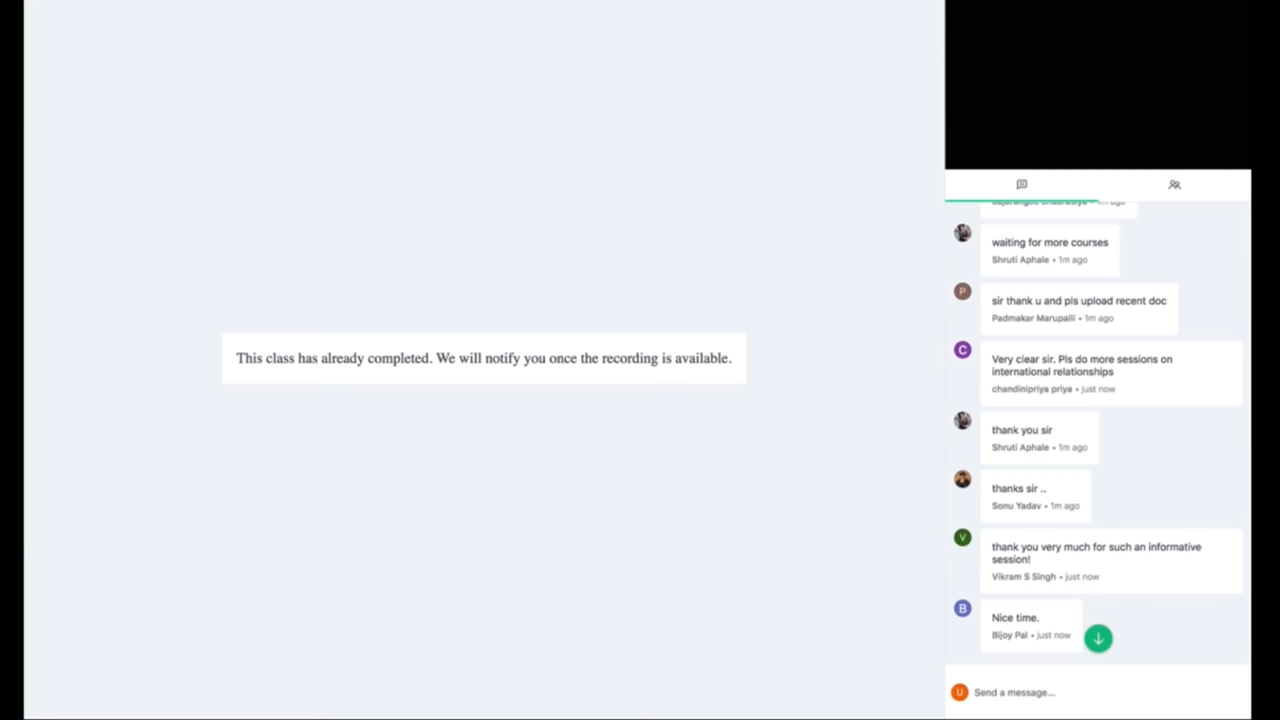 This class has already completed. We will notify you once the recording is available.
waiting for more courses
Shruti Aphale • 1m ago
P
sir thank u and pls upload recent doc
Padmakar Marupalli • 1m ago
C
Very clear sir. Pls do more sessions on
international relationships
chandinipriya priya • just now
thank you sir
Shruti Aphale • 1m ago
thanks sir ..
Sonu Yadav • 1m ago
V
thank you very much for such an informative
session!
Vikram S Singh • just now
B
Nice time.
Bijoy Pal • just now
U
Send a message...